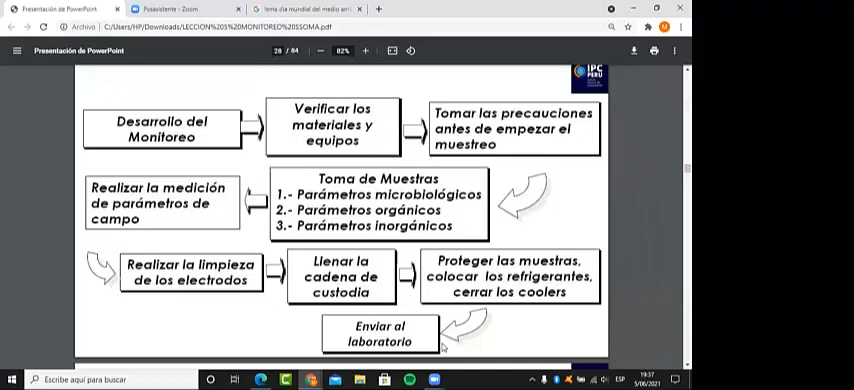 Presentación de PowerPoint
Posasistente - Zoom
Archivo
C:/Users/HP/Downloads/LECCION%205%20MONITOREO%20SSOMA.pdf
Presentación de PowerPoint
28 / 84
82%
IPC
PERU
Desarrollo del
Monitoreo
Verificar los
materiales y
equipos
Tomar las precauciones
antes de empezar el
muestreo
Realizar la medición
de parámetros de
campo
Toma de Muestras
1.- Parámetros microbiológicos
2.- Parámetros orgánicos
3.- Parámetros inorgánicos
Realizar la limpieza
de los electrodos
Llenar la
cadena de
custodia
Proteger las muestras,
colocar los refrigerantes,
cerrar los coolers
Enviar al
laboratorio
Escribe aquí para buscar
ESP
19:37
5/06/2021